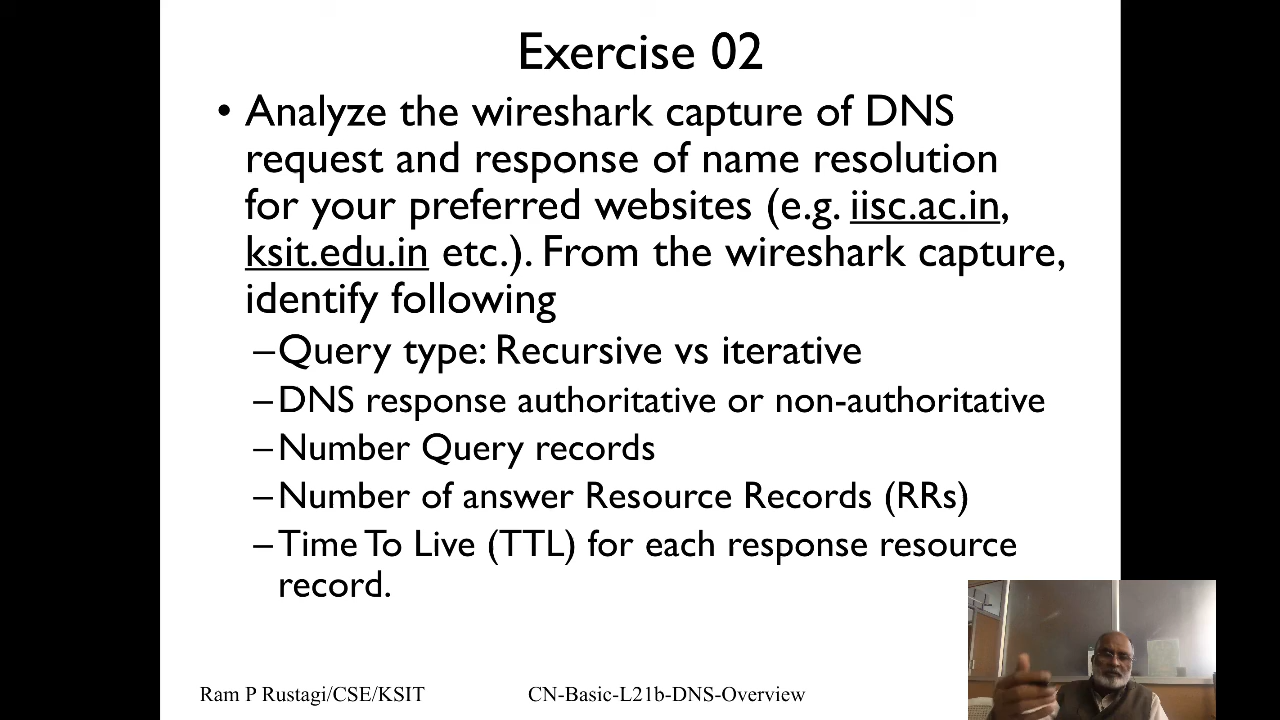 Exercise 02
• Analyze the wireshark capture of DNS
request and response of name resolution
for your preferred websites (e.g. iisc.ac.in,
ksit.edu.in etc.). From the wireshark capture,
identify following
–Query type: Recursive vs iterative
–DNS response authoritative or non-authoritative
–Number Query records
–Number of answer Resource Records (RRs)
–Time To Live (TTL) for each response resource
record.
Ram P Rustagi/CSE/KSIT
CN-Basic-L21b-DNS-Overview